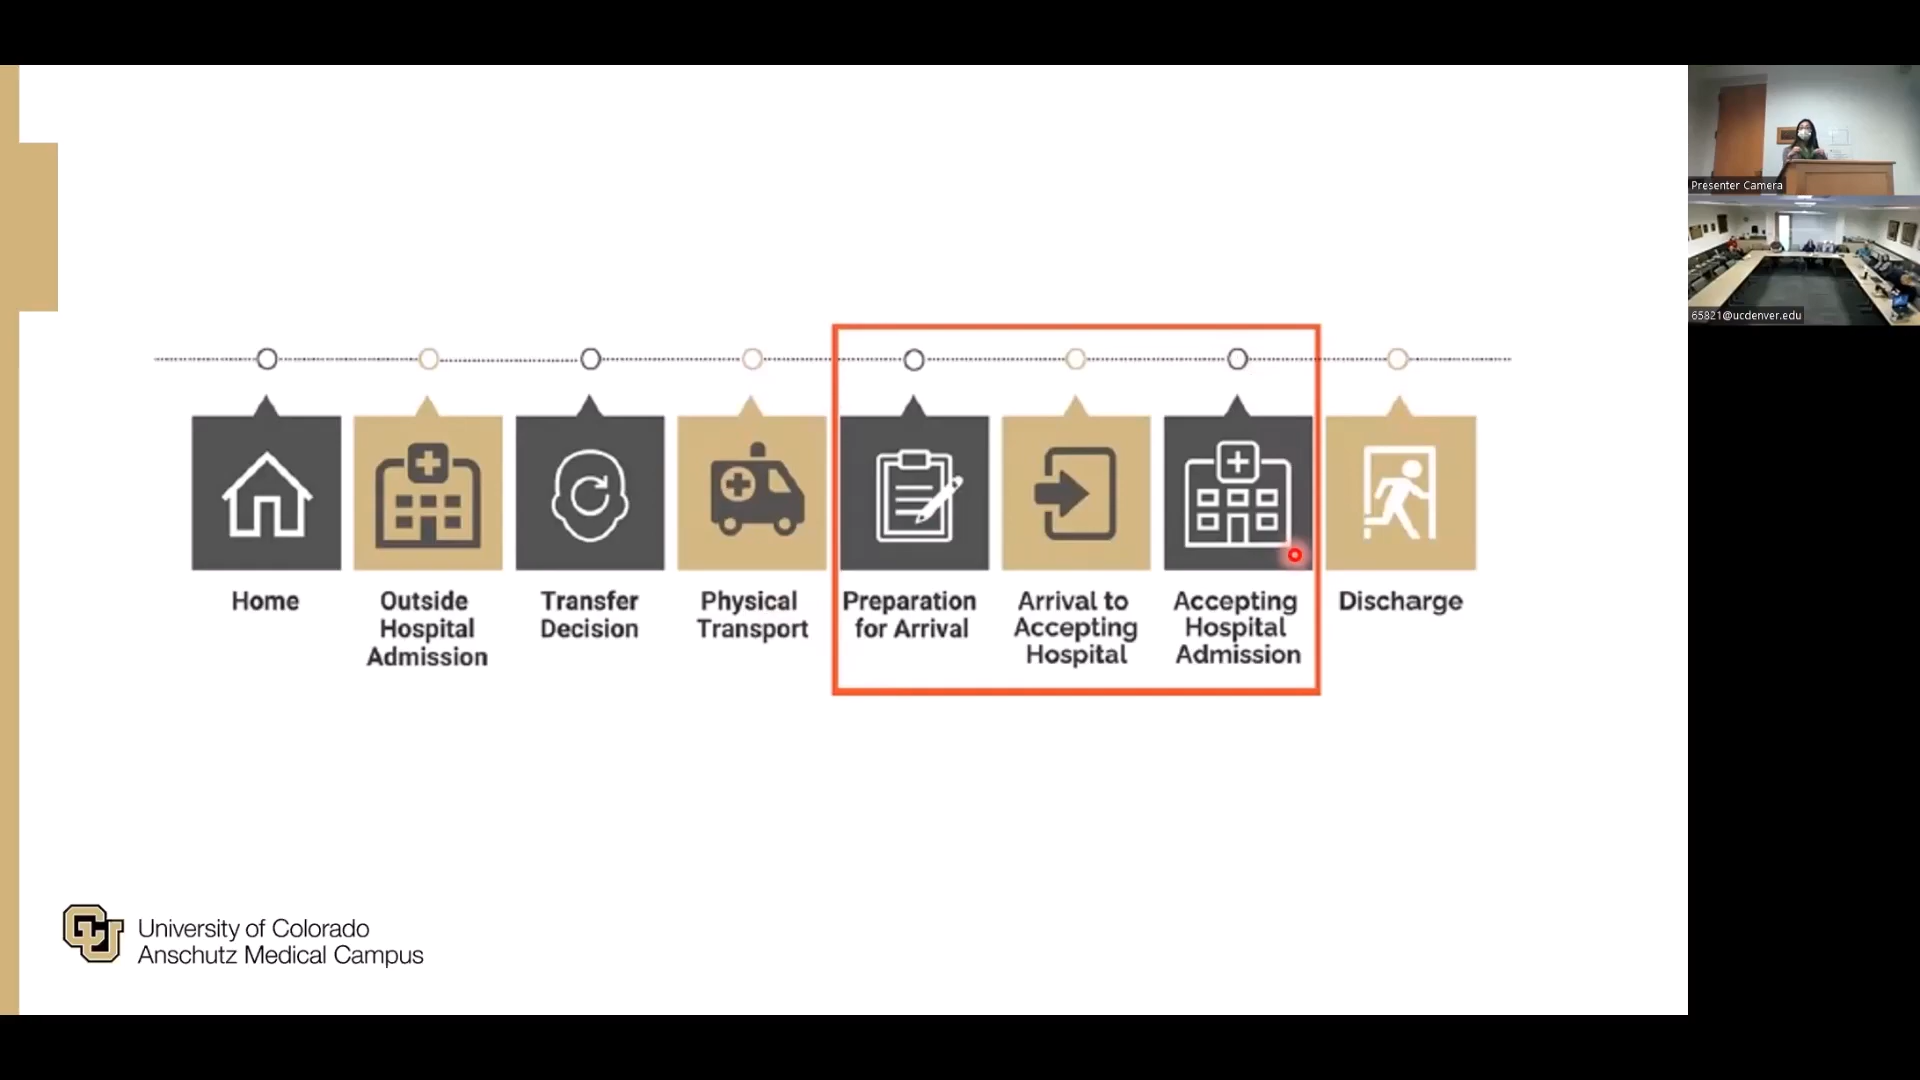 Home
Outside
Hospital
Admission
Transfer
Decision
Physical
Transport
Preparation
for Arrival
Arrival to
Accepting
Hospital
Accepting
Hospital
Admission
Discharge
University of Colorado
Anschutz Medical Campus
Presenter Camera
65821@ucdenver.edu